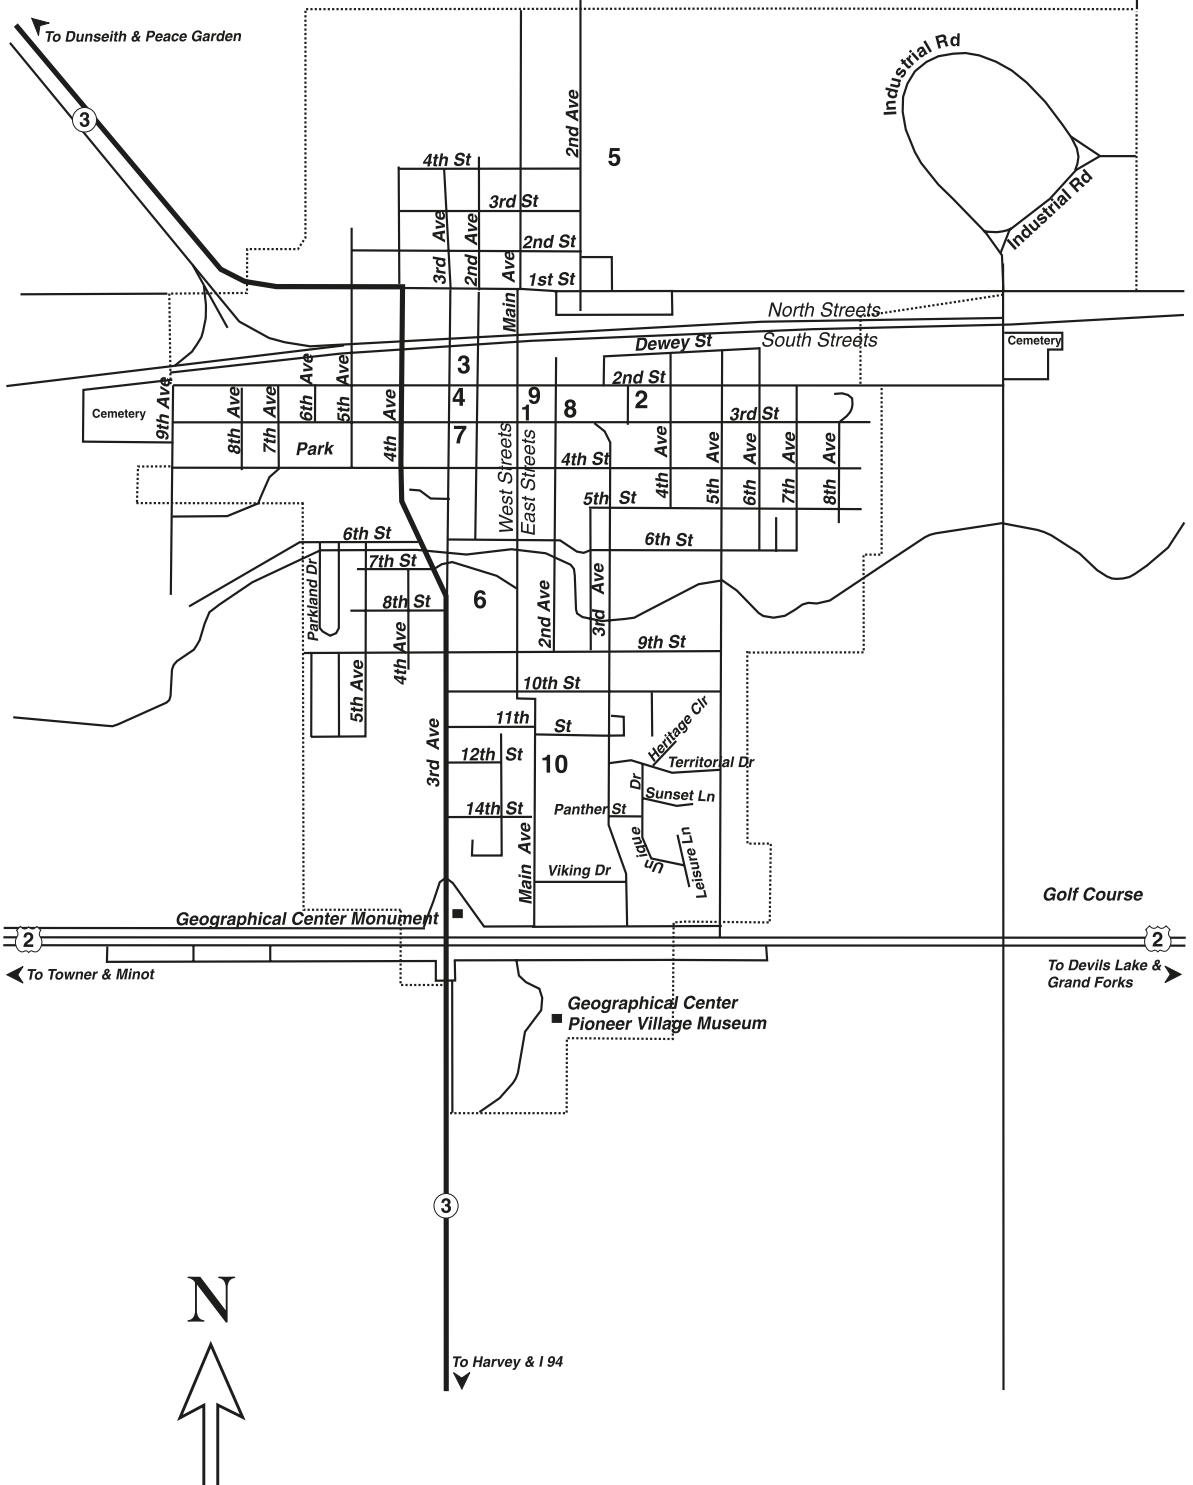 To Dunseith & Peace Garden
Industrial Rd
3
2nd Ave
5
4th St
3rd St
3rd Ave
2nd Ave
2nd St
Industrial Rd
Main Ave
1st St
North Streets
South Streets
Dewey St
Cemetery
3
6th Ave
5th Ave
2nd St
9th Ave
8th Ave
7th Ave
4th Ave
4
9
1
8
2
3rd St
Cemetery
7
Park
West Streets
East Streets
4th St
4th Ave
5th Ave
6th Ave
7th Ave
8th Ave
5th St
6th St
6th St
7th St
Parkland Dr
8th St
6
2nd Ave
3rd Ave
4th Ave
9th St
5th Ave
10th St
11th St
Heritage Clr
3rd Ave
12th St
10
Territorial Dr
Unique Dr
Sunset Ln
14th St
Panther St
Main Ave
Leisure Ln
Viking Dr
Golf Course
Geographical Center Monument
2
2
To Towner & Minot
To Devils Lake &
Grand Forks
Geographical Center
Pioneer Village Museum
3
N
To Harvey & I 94